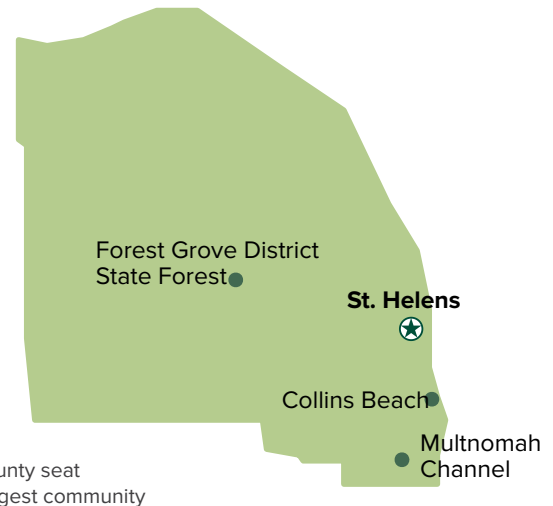 Forest Grove District
State Forest
St. Helens
Collins Beach
Multnomah
Channel
unty seat
gest community